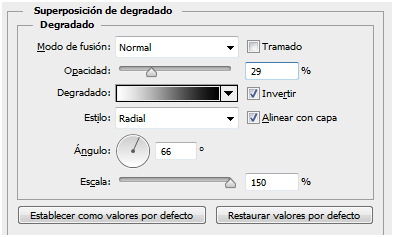 Superposición de degradado
Degradado
Modo de fusión: Normal Tramado
Opacidad: 29 %
Degradado: Invertir
Estilo: Radial Alinear con capa
Ángulo: 66 °
Escala: 150 %
Establecer como valores por defecto Restaurar valores por defecto